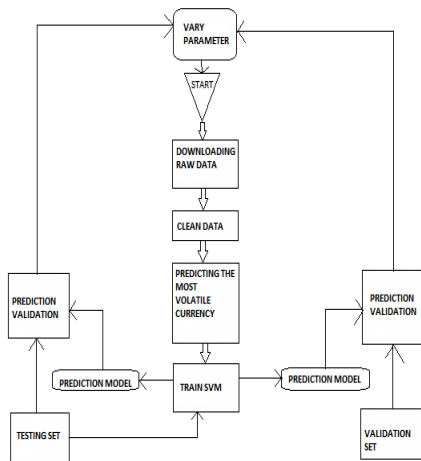 VARY
PARAMETER
START
DOWNLOADING
RAW DATA
CLEAN DATA
PREDICTING THE
MOST
VOLATILE
CURRENCY
PREDICTION
VALIDATION
PREDICTION
VALIDATION
PREDICTION MODEL
TRAIN SVM
PREDICTION MODEL
TESTING SET
VALIDATION
SET